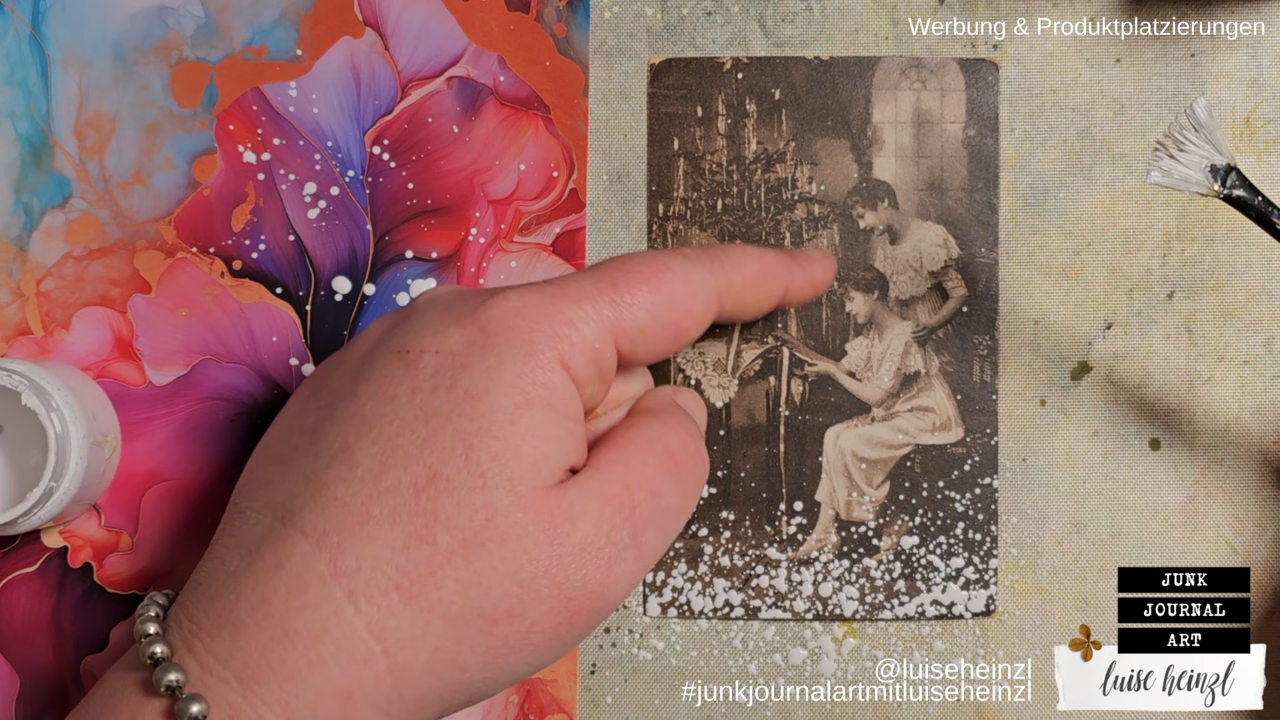 Werbung & Produktplatzierungen
@luiseheinzl
#junkjournalartmitluiseheinzl
JUNK
JOURNAL
ART
luise heinzl